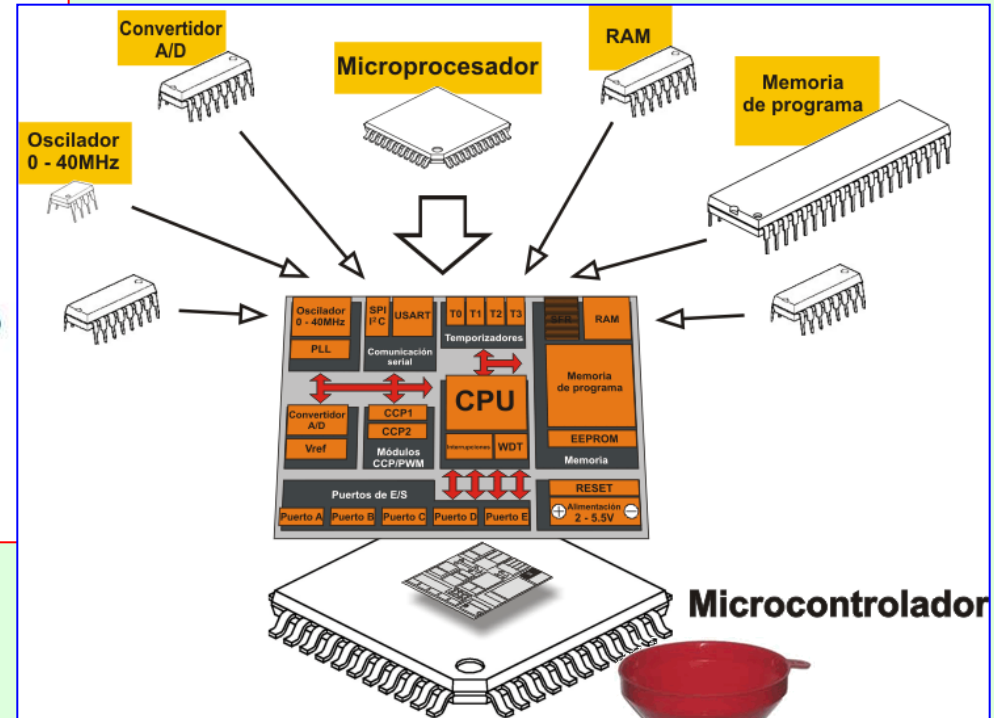 Convertidor
A/D
Microprocesador
RAM
Memoria
de programa
Oscilador
0 - 40MHz
Oscilador
0 - 40MHz
PLL
SPI
I²C
USART
Comunicación
serial
T0 T1 T2 T3
Temporizadores
SFR
RAM
Memoria
de programa
EEPROM
Memoria
Convertidor
A/D
Vref
CCP1
CCP2
Módulos
CCP/PWM
CPU
Interrupciones
WDT
Puertos de E/S
Puerto A Puerto B Puerto C Puerto D Puerto E
RESET
Alimentación
2 - 5.5V
Microcontrolador